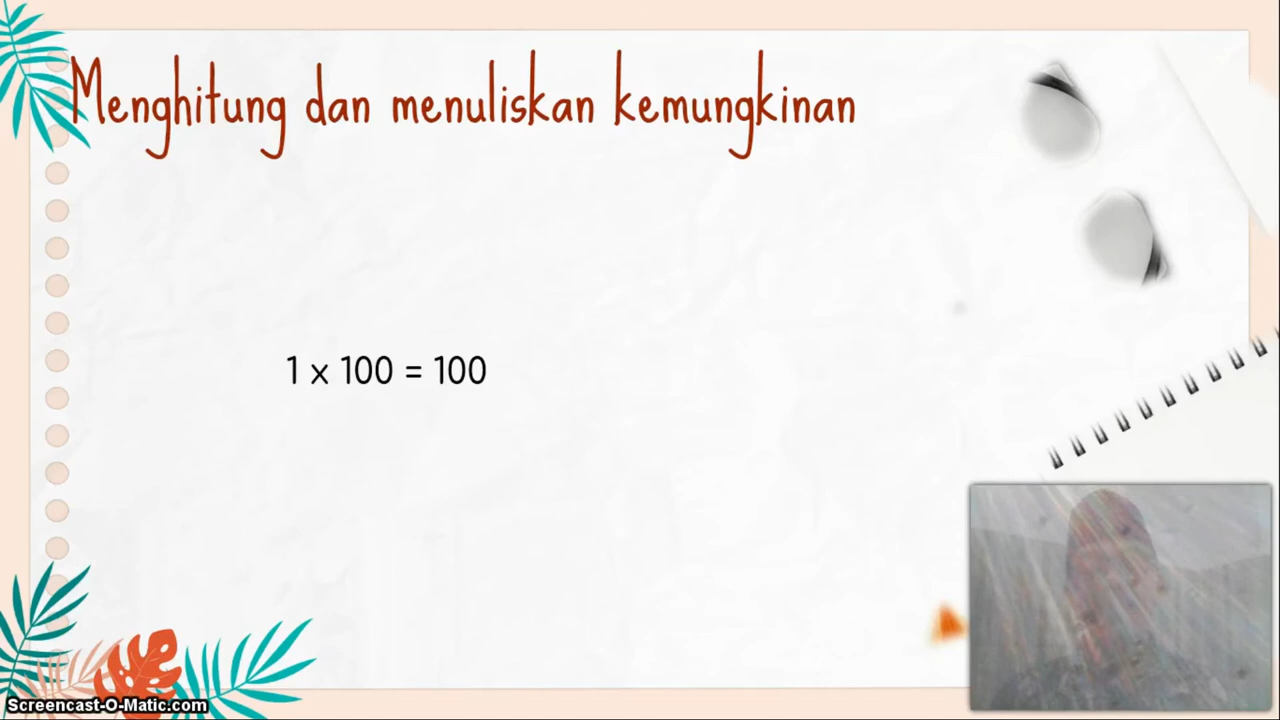 Menghitung dan menuliskan kemungkinan
1 x 100 = 100
Screencast-O-Matic.com